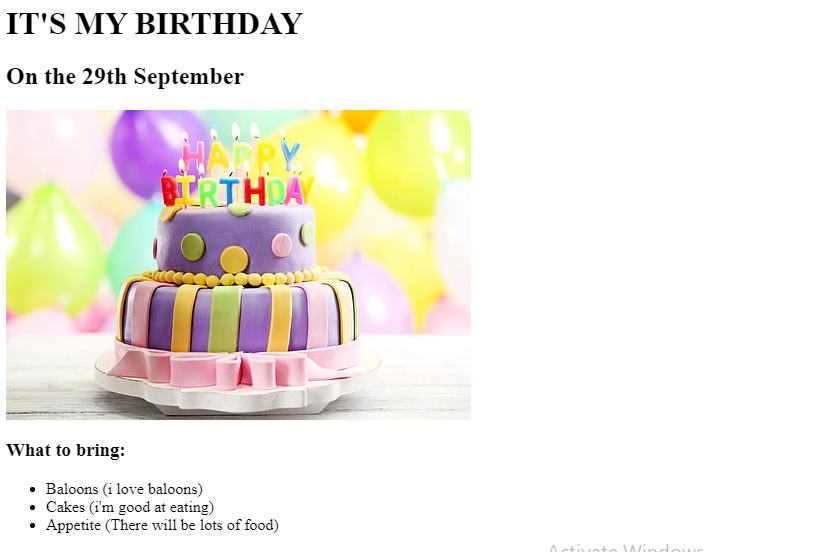 IT'S MY BIRTHDAY
On the 29th September
HAPPY
BIRTHDAY
What to bring:
Baloons (i love baloons)
Cakes (i'm good at eating)
Appetite (There will be lots of food)
Activate Windows